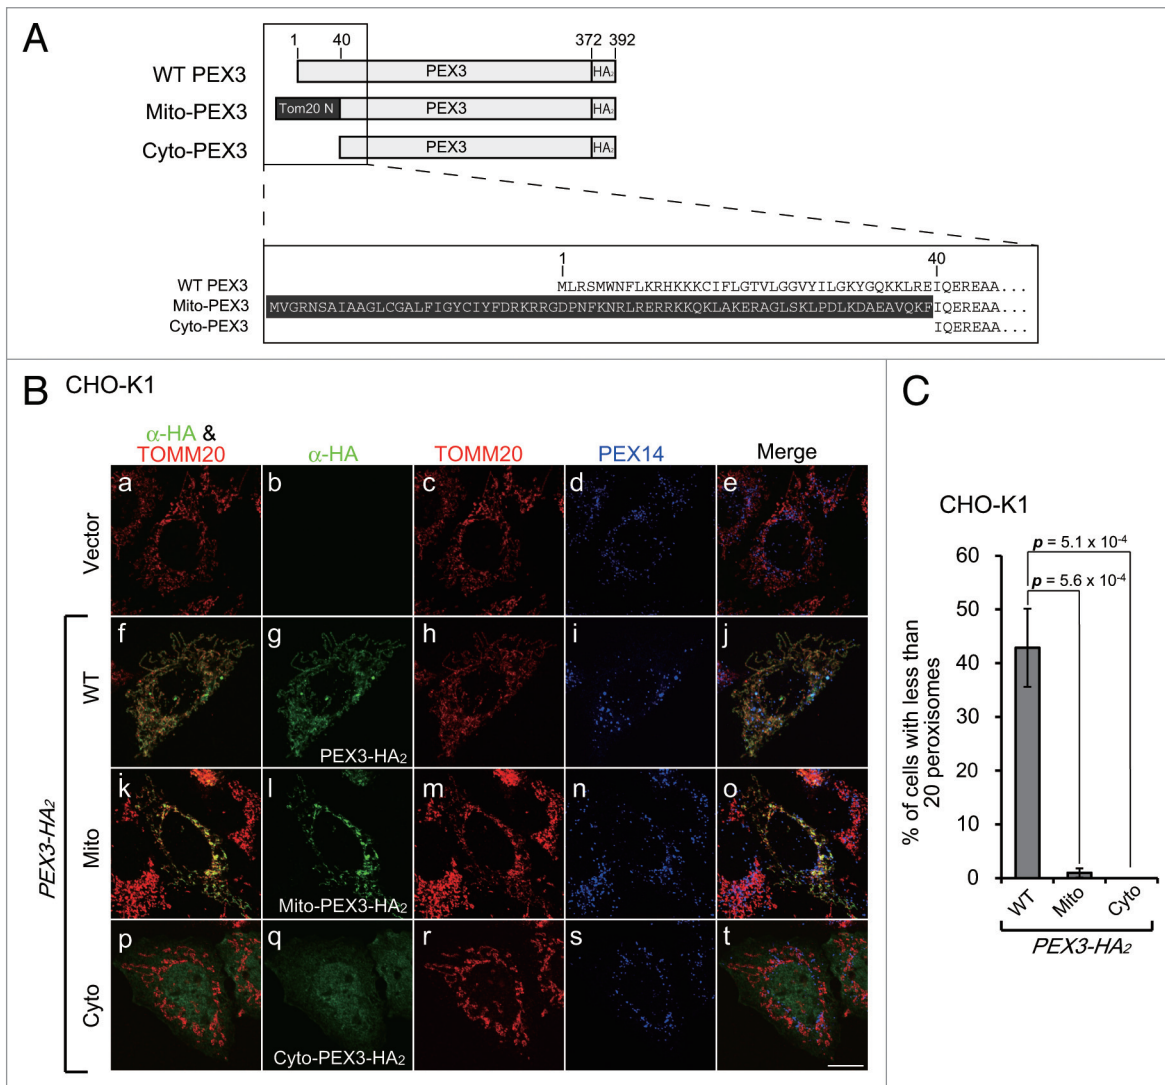 A
1 40 372 392
WT PEX3 PEX3 HA₂
Mito-PEX3 Tom20 N PEX3 HA₂
Cyto-PEX3 PEX3 HA₂
1 40
WT PEX3 MLRSMWNFLKRHKKKCIFLGTVLGGVYILGKYGQKKLREIQEREAA...
Mito-PEX3 MVGRNSAIAAGLCGALFIGYCIYFDRKRRGDPNFKNRLRERRKKQKLAKERAGLSKLPDLKDAEAVQKFIQEREAA...
Cyto-PEX3 IQEREAA...
B CHO-K1
α-HA &
TOMM20 α-HA TOMM20 PEX14 Merge
Vector
a b c d e
PEX3-HA₂
WT
f g h i j
PEX3-HA₂
Mito
k l m n o
Mito-PEX3-HA₂
Cyto
p q r s t
Cyto-PEX3-HA₂
C
CHO-K1
p = 5.1 x 10⁻⁴
p = 5.6 x 10⁻⁴
% of cells with less than
20 peroxisomes
60
50
40
30
20
10
0
WT Mito Cyto
PEX3-HA₂